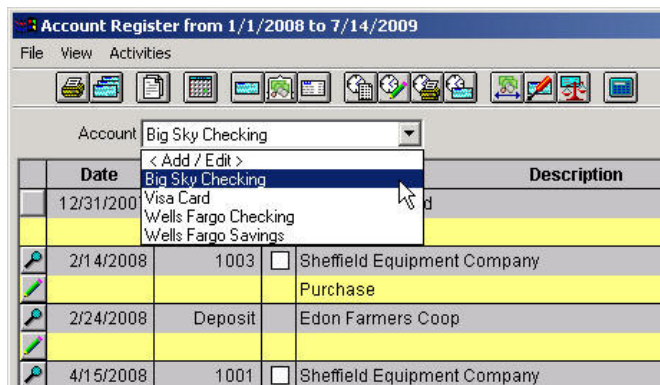 Account Register from 1/1/2008 to 7/14/2009
File View Activities
Account Big Sky Checking
< Add / Edit >
Big Sky Checking
Visa Card
Wells Fargo Checking
Wells Fargo Savings
Date Description
12/31/200
2/14/2008 1003 Sheffield Equipment Company
Purchase
2/24/2008 Deposit Edon Farmers Coop
4/15/2008 1001 Sheffield Equipment Company